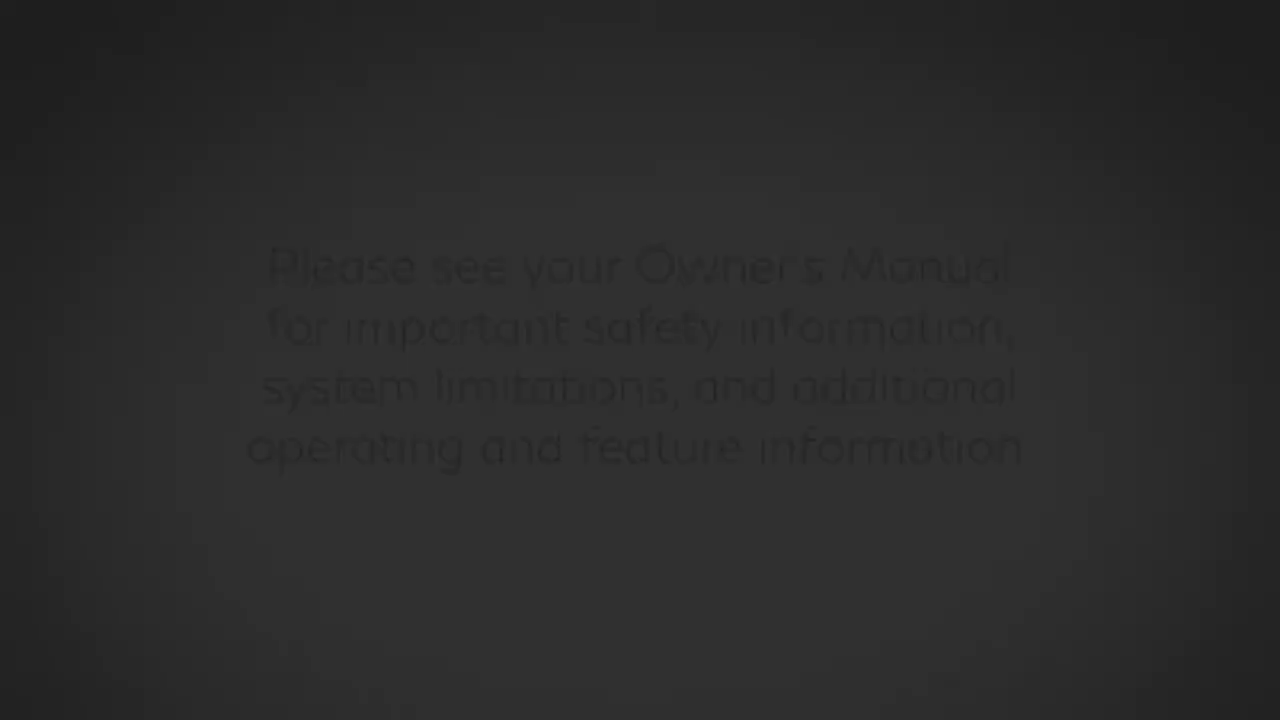 Please see your Owner's Manual
for important safety information,
system limitations, and additional
operating and feature information